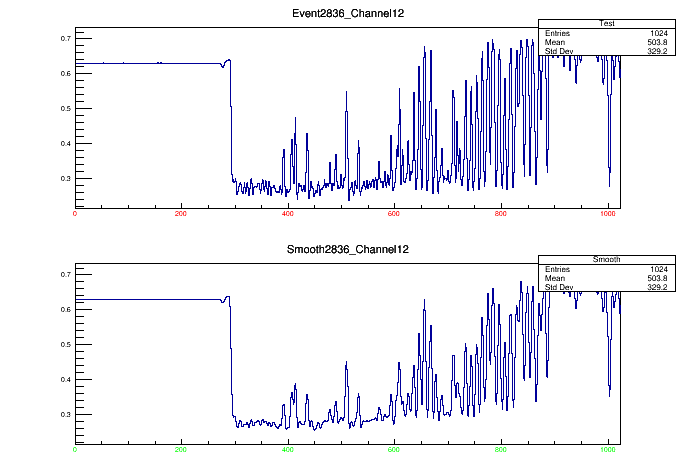 Event2836_Channel12
Test
Entries 1024
Mean 503.8
Std Dev 329.2
0.7
0.6
0.5
0.4
0.3
0 200 400 600 800 1000
Smooth2836_Channel12
Smooth
Entries 1024
Mean 503.8
Std Dev 329.2
0.7
0.6
0.5
0.4
0.3
0 200 400 600 800 1000